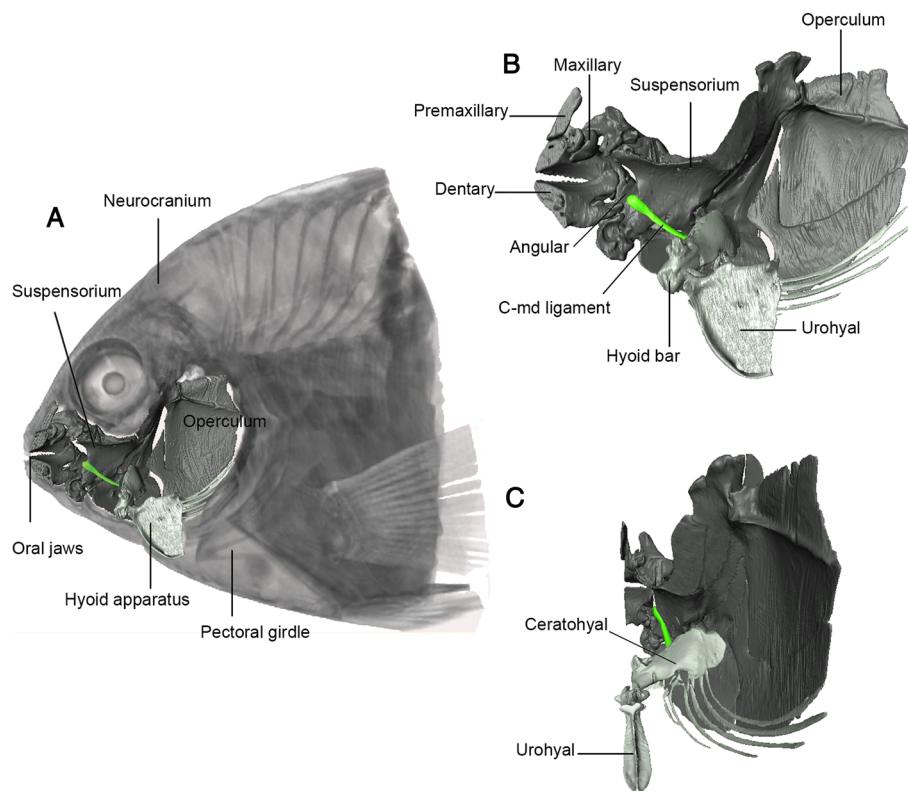 A
Neurocranium
Suspensorium
Operculum
Oral jaws
Hyoid apparatus
Pectoral girdle
B
Operculum
Maxillary
Suspensorium
Premaxillary
Dentary
Angular
C-md ligament
Hyoid bar
Urohyal
C
Ceratohyal
Urohyal